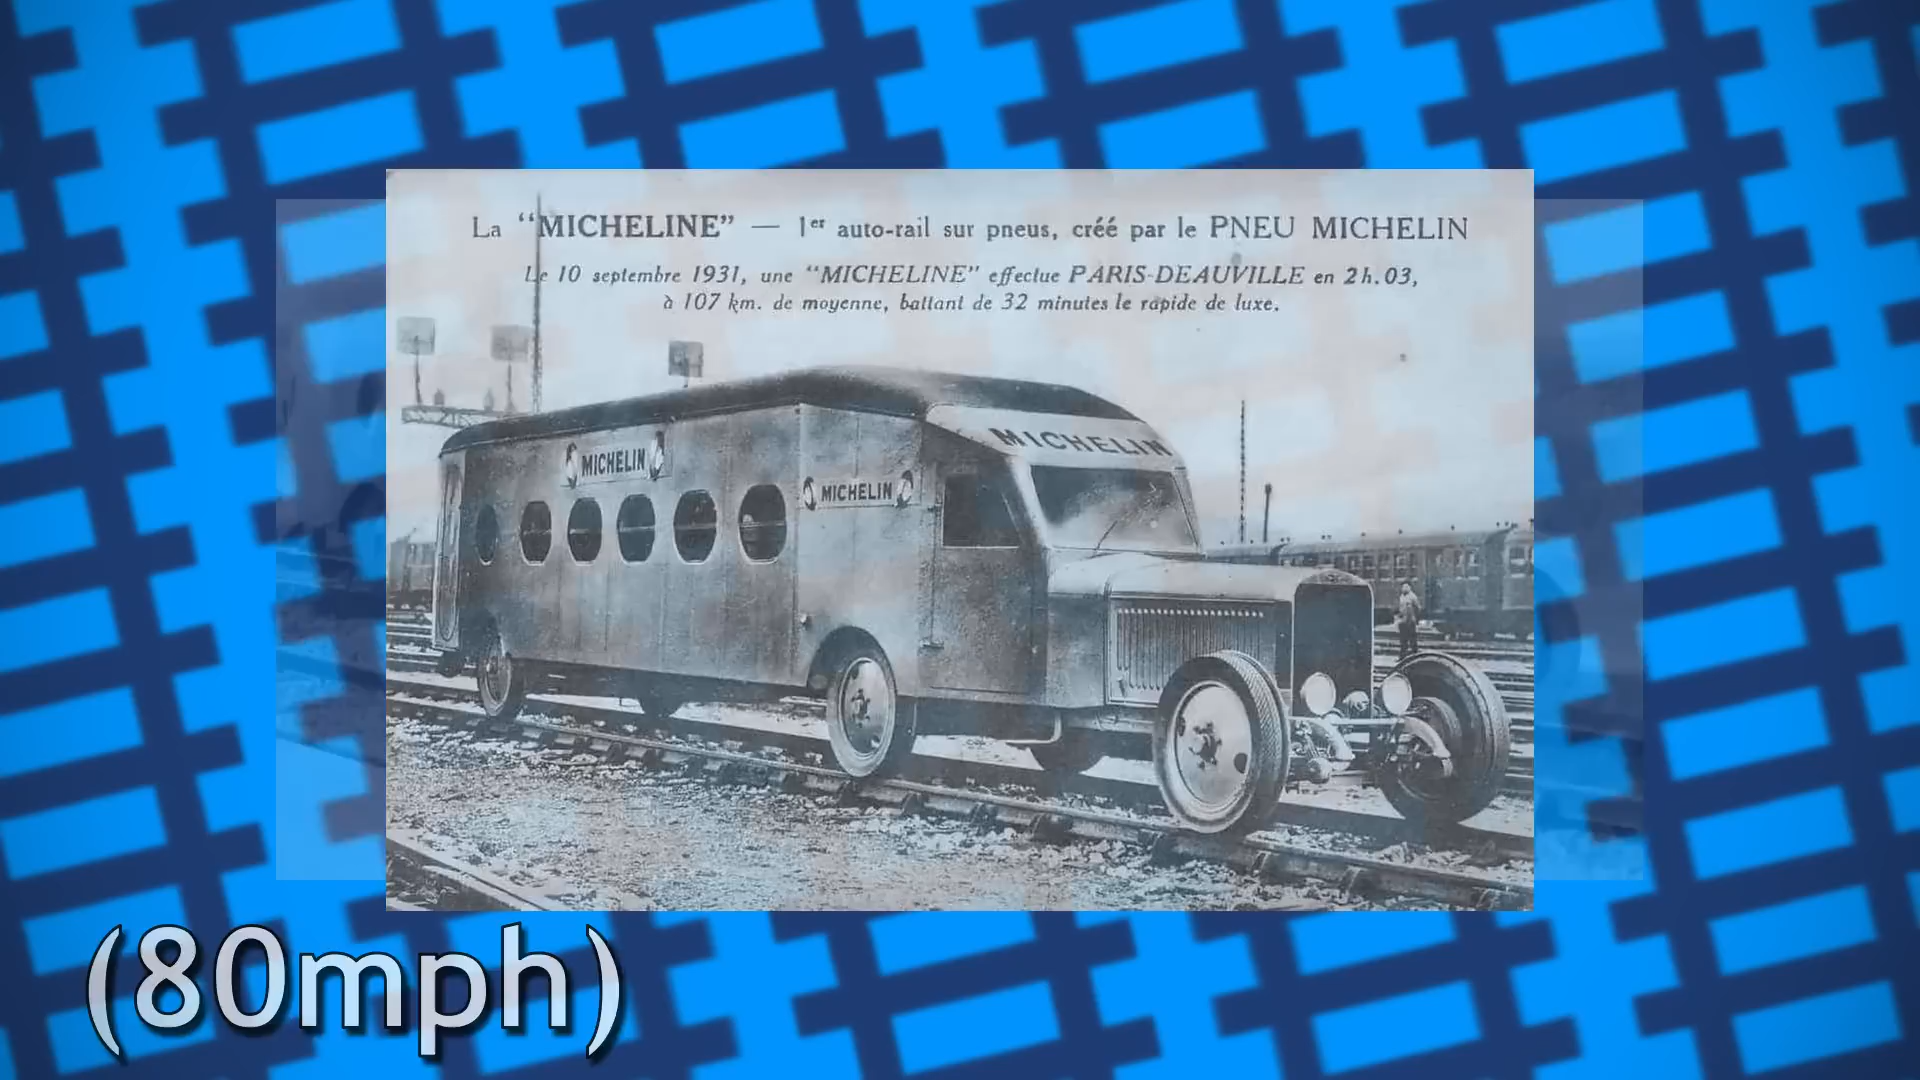 La “MICHELINE” — 1er auto-rail sur pneus, créé par le PNEU MICHELIN
Le 10 septembre 1931, une “MICHELINE” effectue PARIS-DEAUVILLE en 2h.03,
à 107 km. de moyenne, battant de 32 minutes le rapide de luxe.
MICHELIN
MICHELIN
MICHELIN
(80mph)